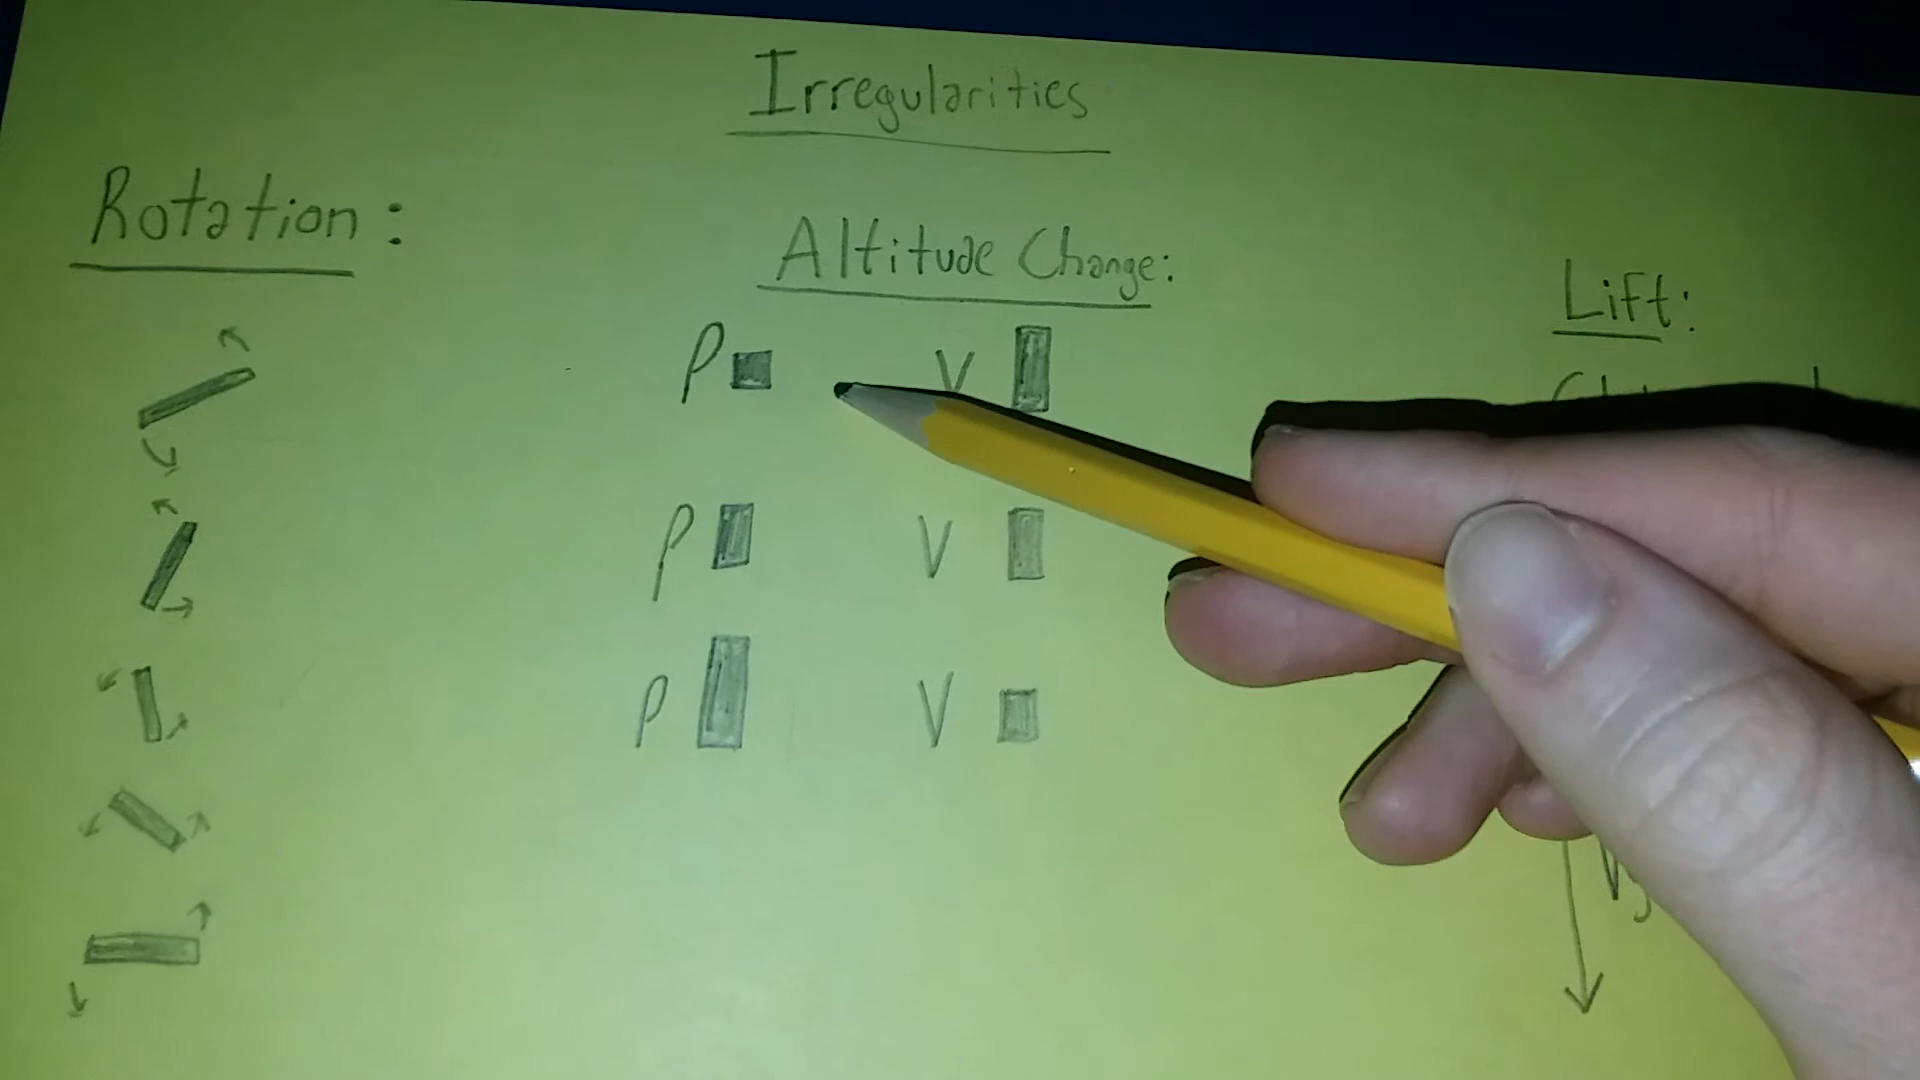 Irregularities
Rotation:
Altitude Change:
Lift:
ρ V
ρ V
ρ V